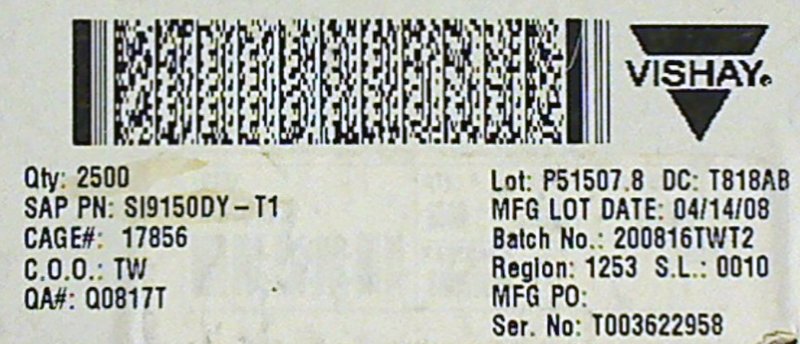 VISHAY®
Qty: 2500
SAP PN: SI9150DY-T1
CAGE#: 17856
C.O.O.: TW
QA#: Q0817T
Lot: P51507.8 DC: T818AB
MFG LOT DATE: 04/14/08
Batch No.: 200816TWT2
Region: 1253 S.L.: 0010
MFG PO:
Ser. No: T003622958